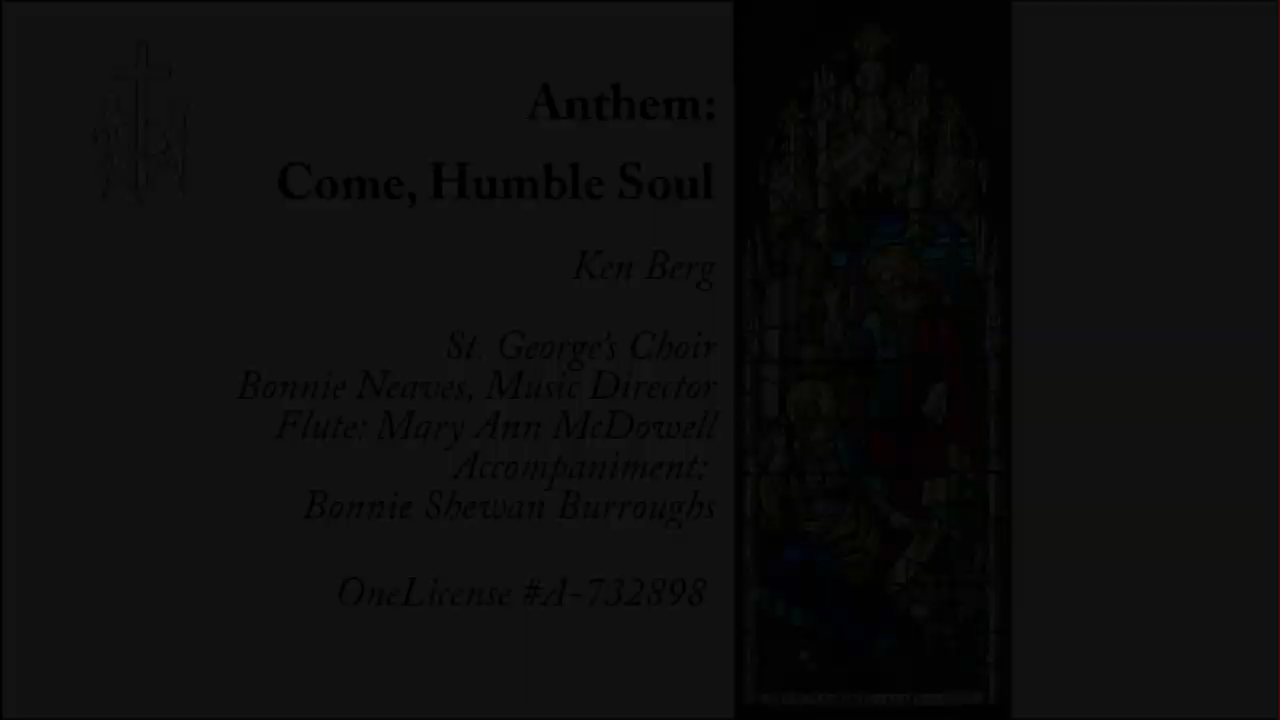 Anthem:
Come, Humble Soul
Ken Berg
St. George's Choir
Bonnie Neaves, Music Director
Flute: Mary Ann McDowell
Accompaniment:
Bonnie Shewan Burroughs
OneLicense #A-732898